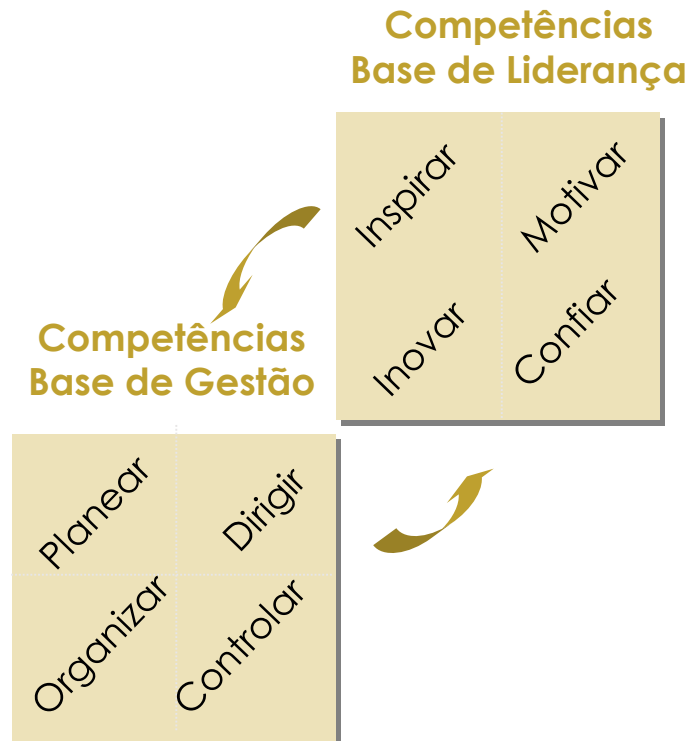 Competências
Base de Liderança
Inspirar
Motivar
Inovar
Confiar
Competências
Base de Gestão
Planear
Dirigir
Organizar
Controlar